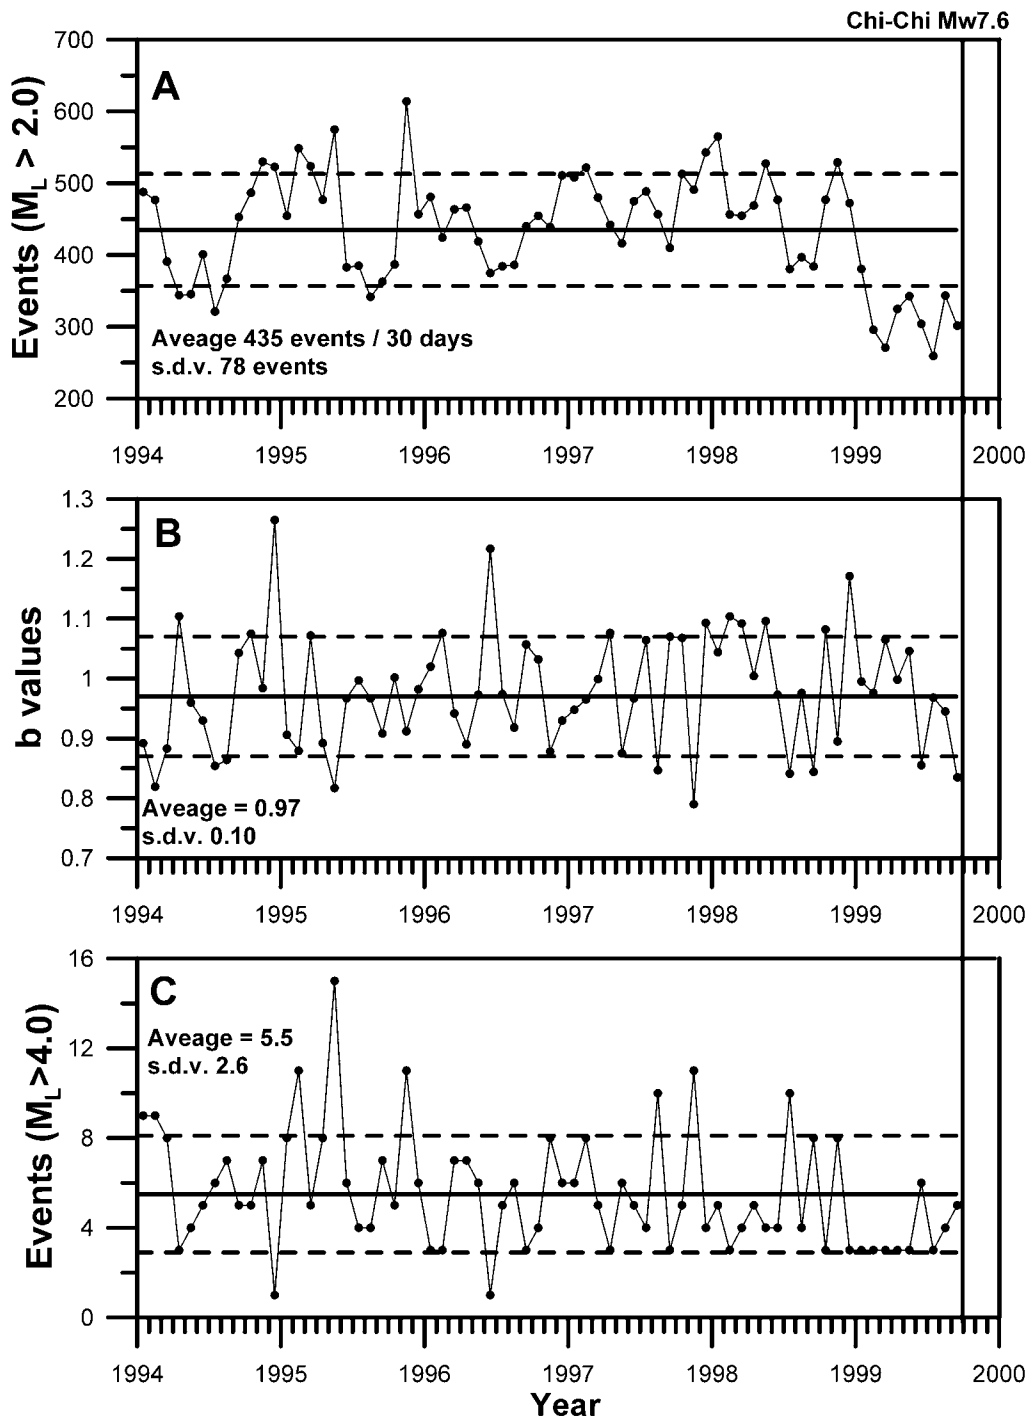 Chi-Chi Mw7.6
700
600
500
400
300
200
Events (M_L > 2.0)
A
Aveage 435 events / 30 days
s.d.v. 78 events
1994 1995 1996 1997 1998 1999 2000
1.3
1.2
1.1
1
0.9
0.8
0.7
b values
B
Aveage = 0.97
s.d.v. 0.10
1994 1995 1996 1997 1998 1999 2000
16
12
8
4
0
Events (M_L>4.0)
C
Aveage = 5.5
s.d.v. 2.6
1994 1995 1996 1997 1998 1999 2000
Year